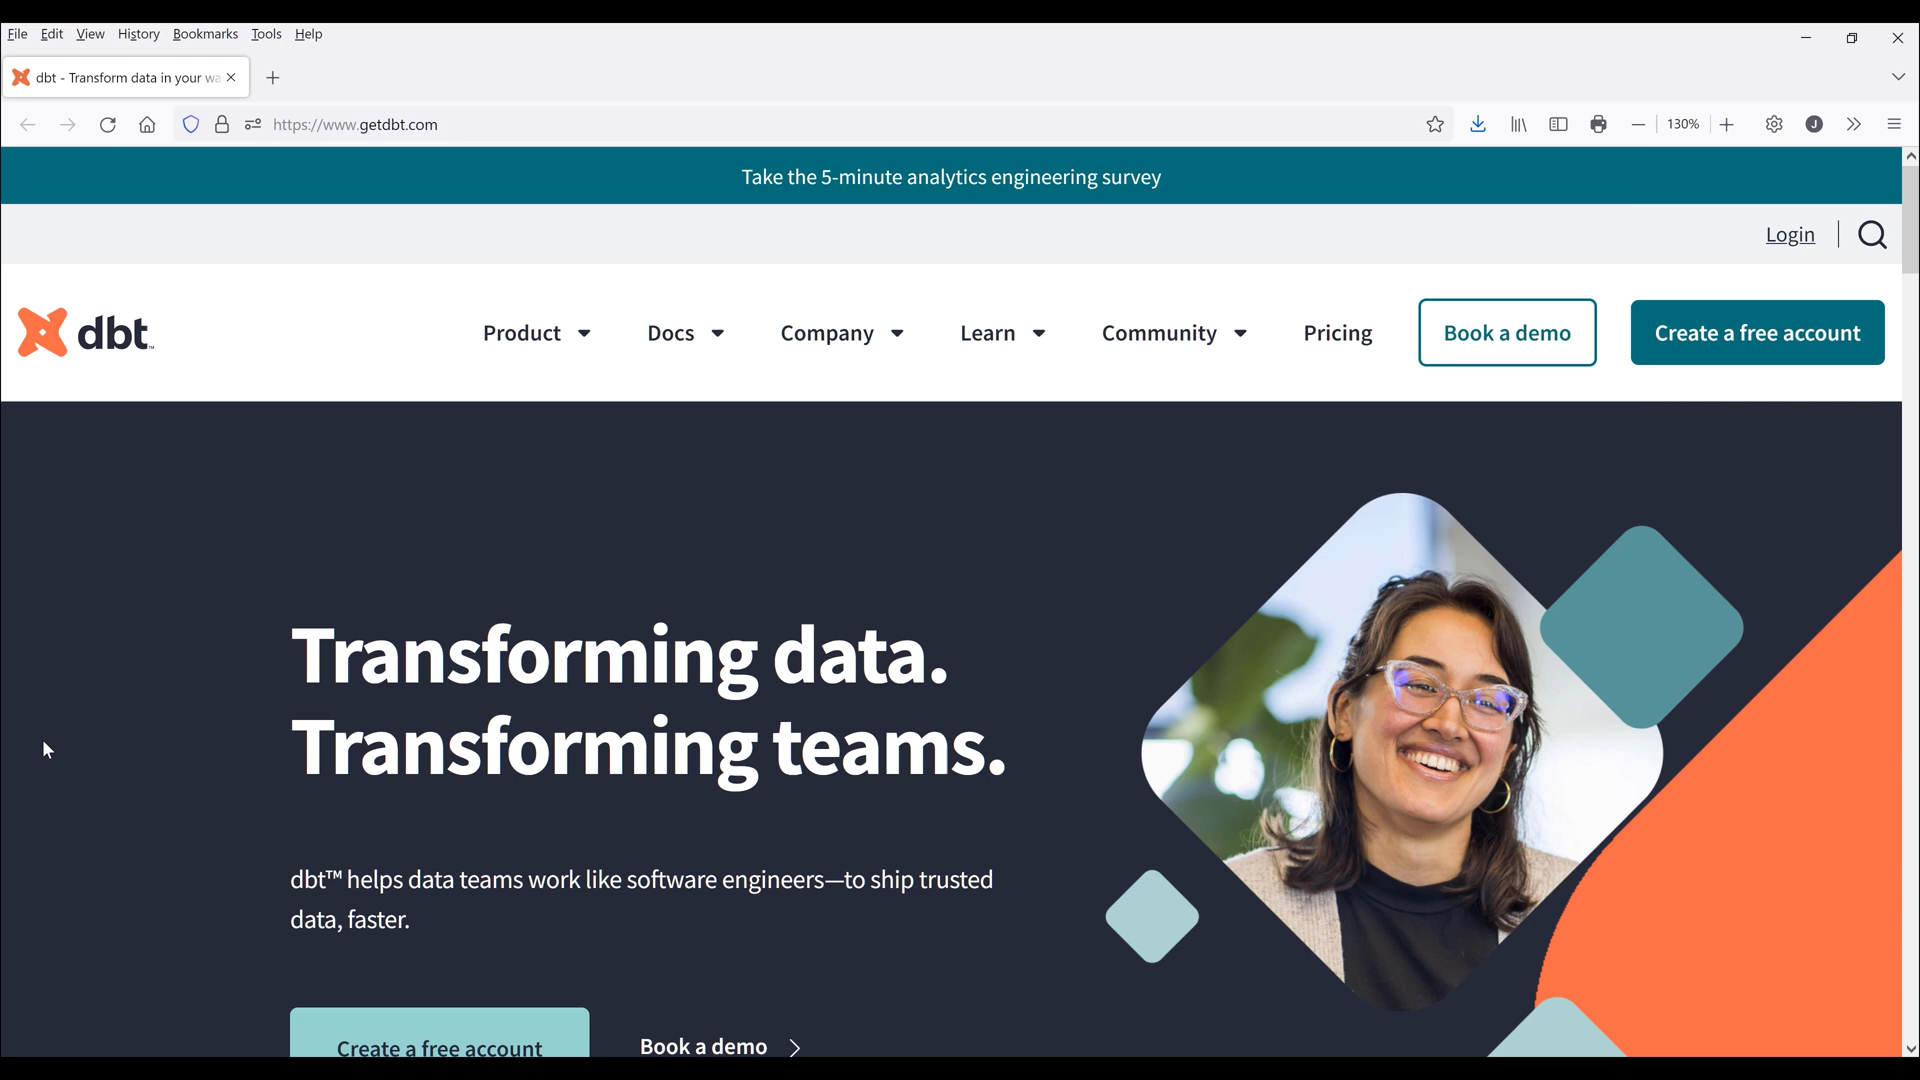 File Edit View History Bookmarks Tools Help
dbt - Transform data in your wa
https://www.getdbt.com
130%
J
Take the 5-minute analytics engineering survey
Login
dbt™
Product Docs Company Learn Community Pricing Book a demo Create a free account
Transforming data.
Transforming teams.
dbt™ helps data teams work like software engineers—to ship trusted
data, faster.
Create a free account Book a demo